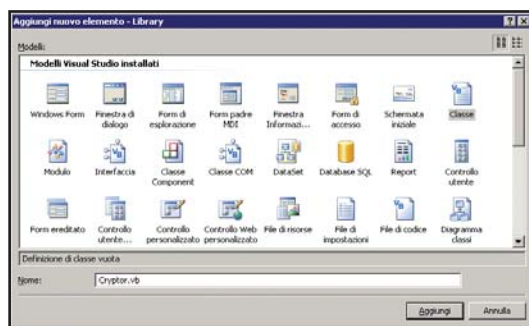 Aggiungi nuovo elemento - Library
Modelli:
Modelli Visual Studio installati
Windows Form
Finestra di dialogo
Form di esplorazione
Form padre MDI
Finestra Informazi...
Form di accesso
Schermata iniziale
Classe
Modulo
Interfaccia
Classe Component
Classe COM
DataSet
Database SQL
Report
Controllo utente
Form ereditato
Controllo utente...
Controllo personalizzato
Controllo Web personalizzato
File di risorse
File di impostazioni
File di codice
Diagramma classi
Definizione di classe vuota
Nome:
Cryptor.vb
Aggiungi
Annulla